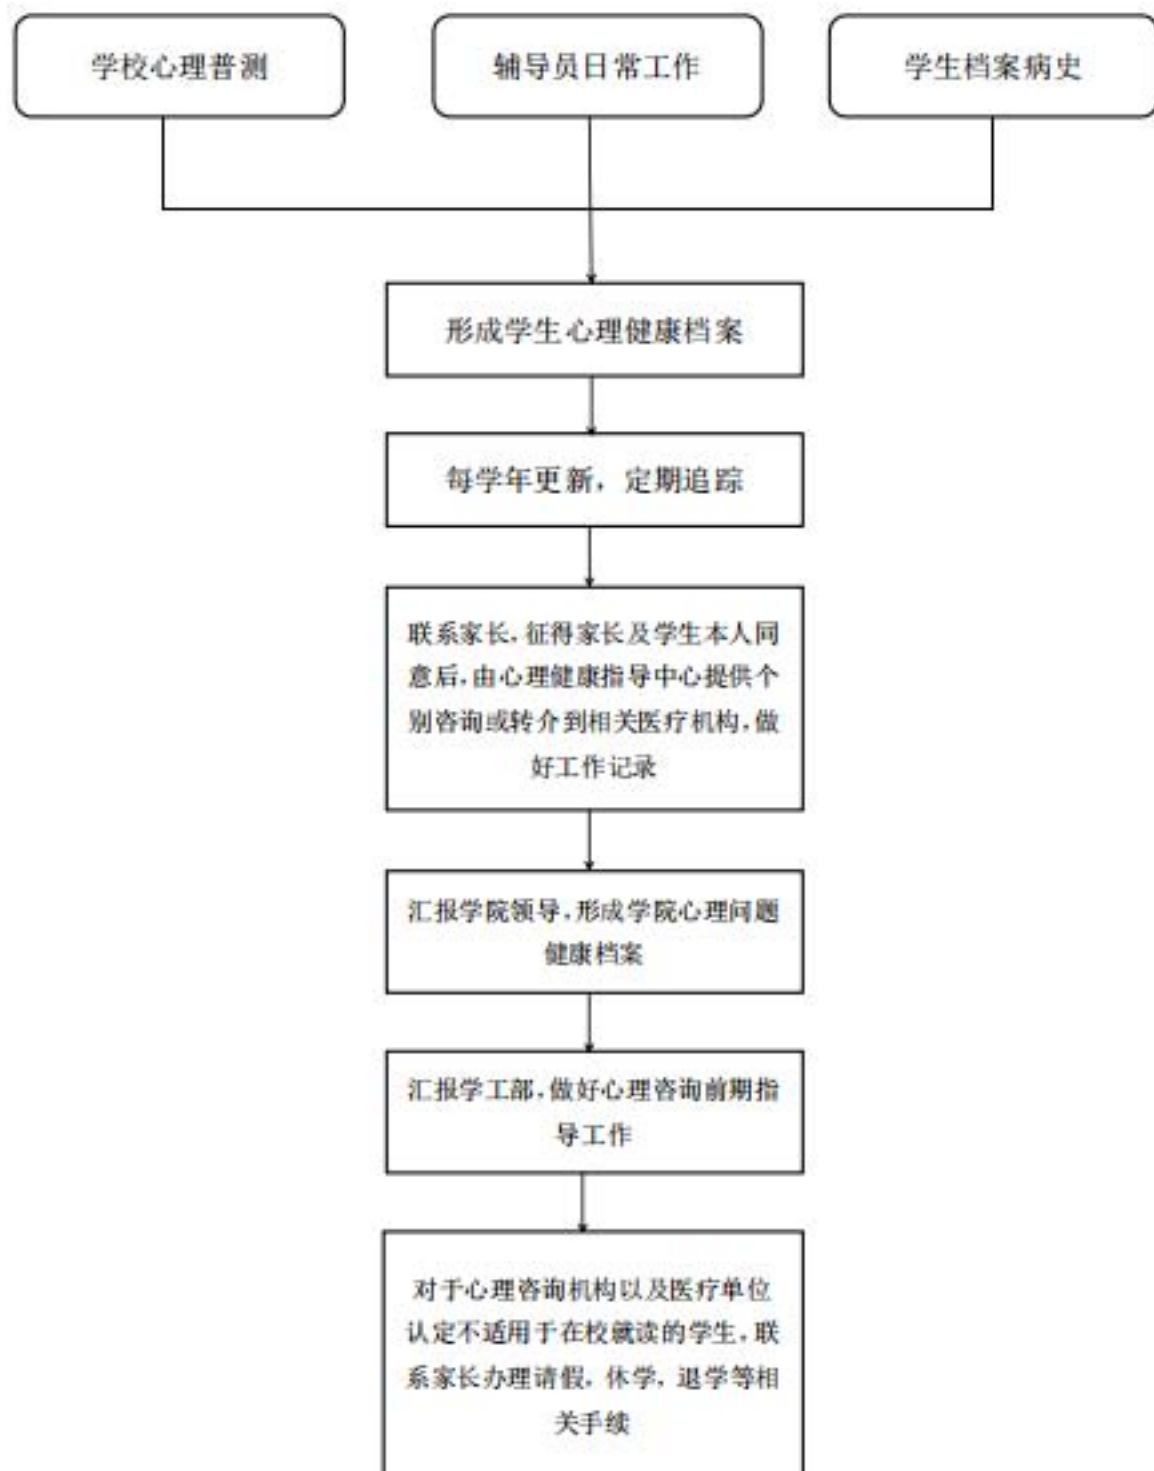 学校心理普测
辅导员日常工作
学生档案病史
形成学生心理健康档案
每学年更新，定期追踪
联系家长，征得家长及学生本人同
意后，由心理健康指导中心提供个
别咨询或转介到相关医疗机构，做
好工作记录
汇报学院领导，形成学院心理问题
健康档案
汇报学工部，做好心理咨询前期指
导工作
对于心理咨询机构以及医疗单位
认定不适用于在校就读的学生，联
系家长办理请假，休学，退学等相
关手续